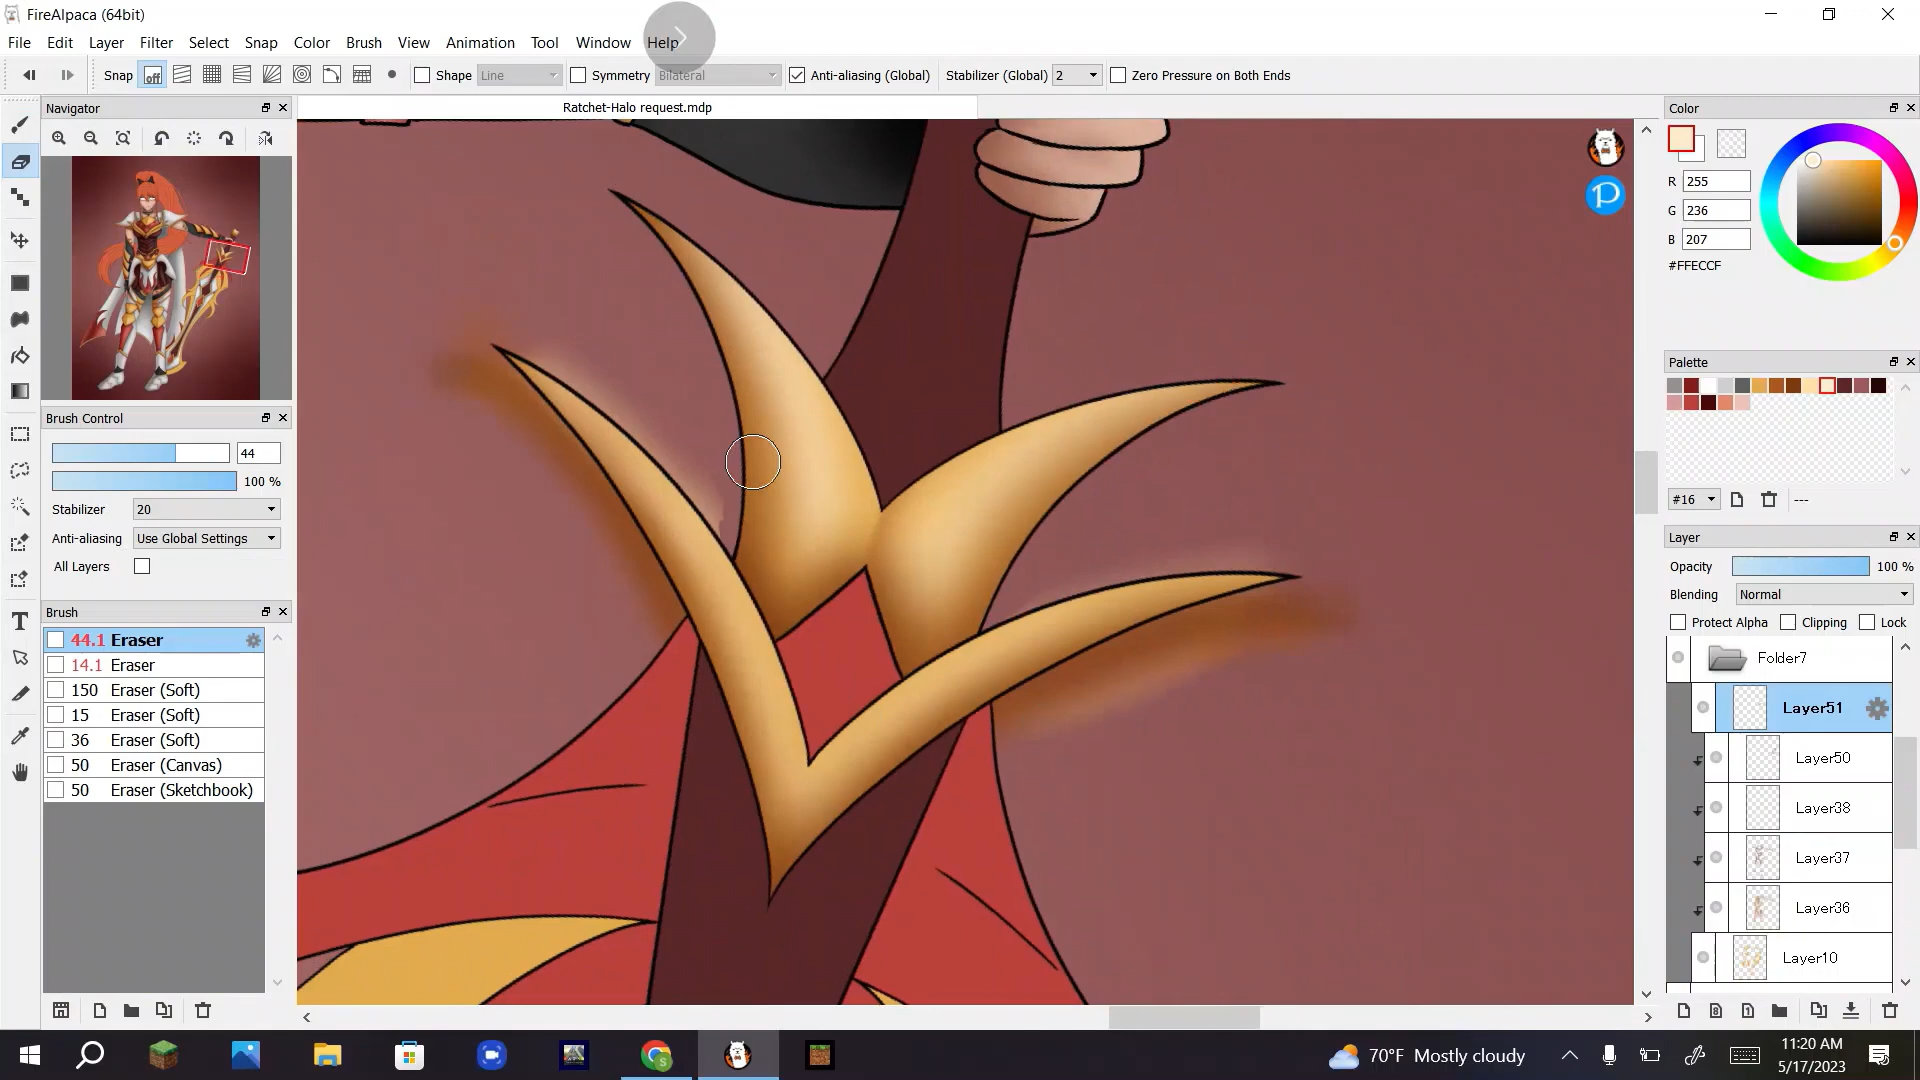 FireAlpaca (64bit)
File Edit Layer Filter Select Snap Color Brush View Animation Tool Window Help
Snap off Shape Line Symmetry Bilateral Anti-aliasing (Global) Stabilizer (Global) 2 Zero Pressure on Both Ends
Navigator
Ratchet-Halo request.mdp
Color
R 255
G 236
B 207
#FFECCF
Palette
#16 ---
Brush Control
44
100 %
Stabilizer 20
Anti-aliasing Use Global Settings
All Layers
Brush
44.1 Eraser
14.1 Eraser
150 Eraser (Soft)
15 Eraser (Soft)
36 Eraser (Soft)
50 Eraser (Canvas)
50 Eraser (Sketchbook)
Layer
Opacity 100 %
Blending Normal
Protect Alpha Clipping Lock
Folder7
Layer51
Layer50
Layer38
Layer37
Layer36
Layer10
70°F Mostly cloudy
11:20 AM
5/17/2023